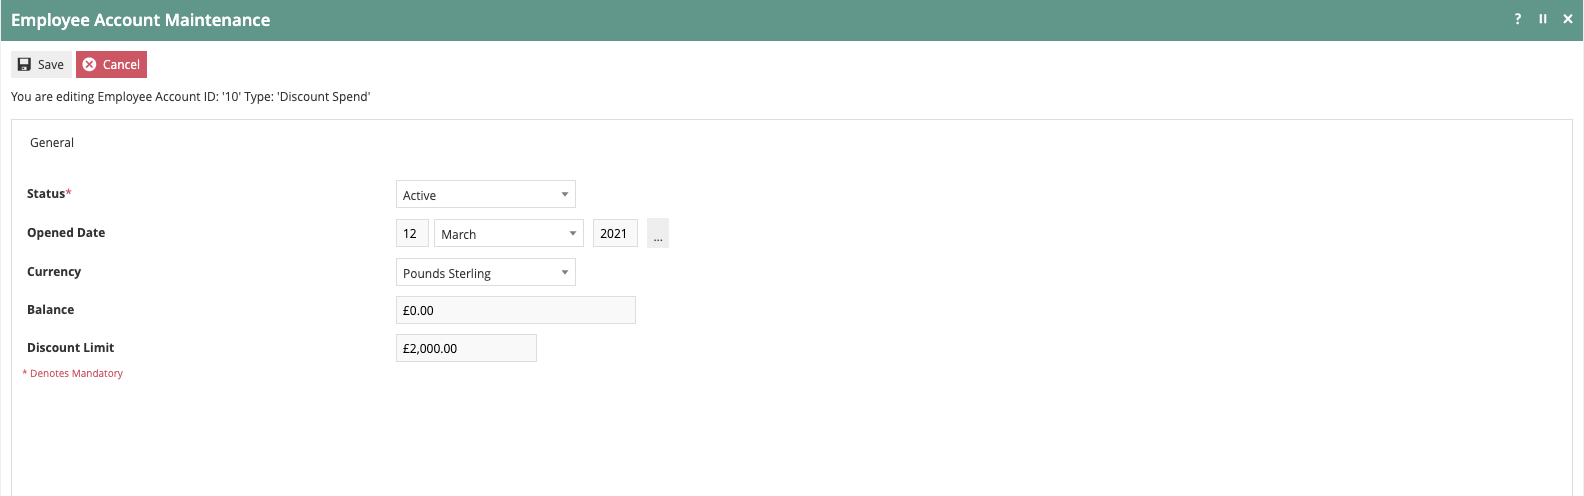 Employee Account Maintenance ?
Save Cancel
You are editing Employee Account ID: '10' Type: 'Discount Spend'
General
Status* Active
Opened Date 12 March 2021 ...
Currency Pounds Sterling
Balance £0.00
Discount Limit £2,000.00
* Denotes Mandatory